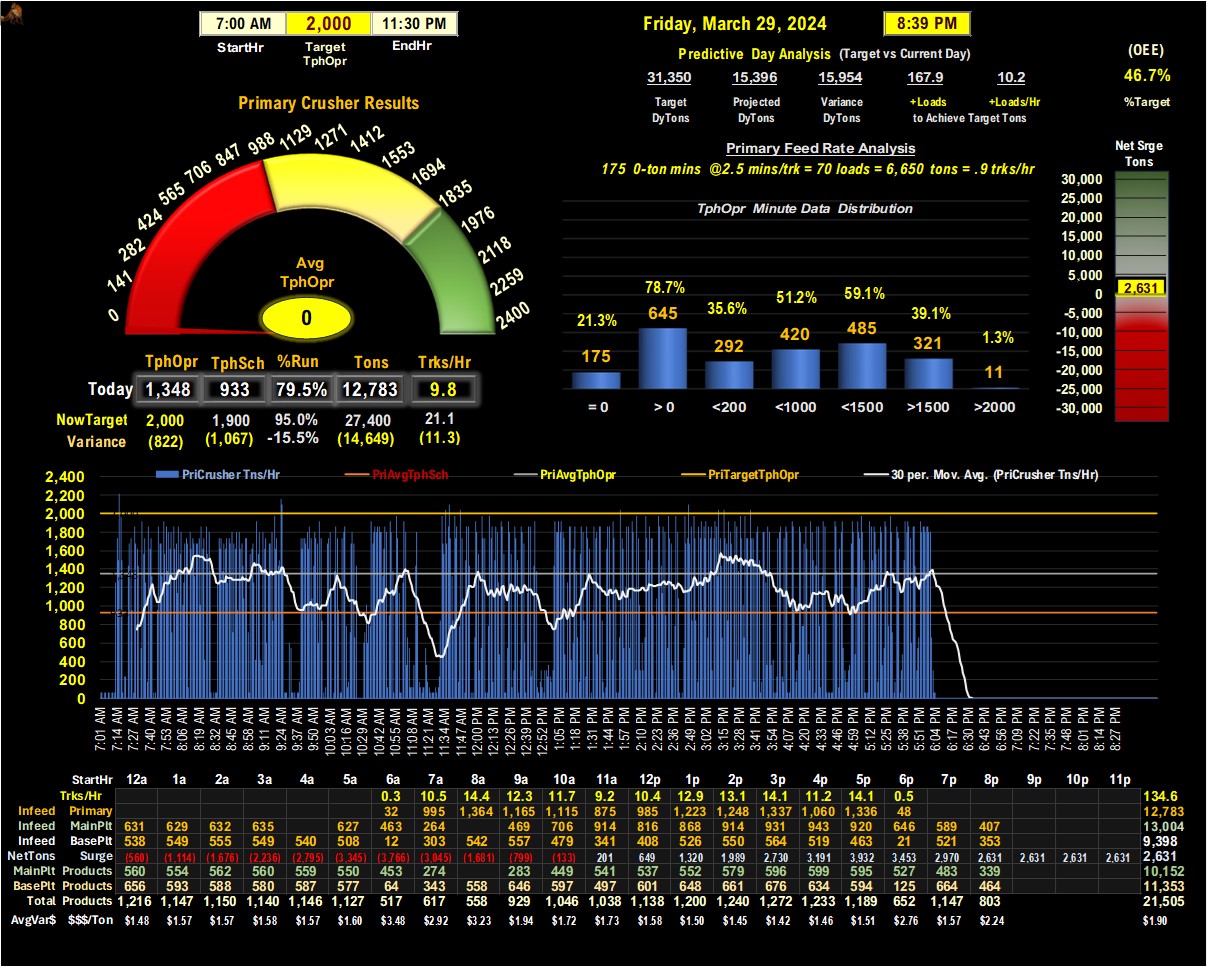 7:00 AM 2,000 11:30 PM
StartHr Target TphOpr EndHr
Friday, March 29, 2024 8:39 PM
Predictive Day Analysis (Target vs Current Day)
31,350 15,396 15,954 167.9 10.2
Target Projected Variance +Loads +Loads/Hr
DyTons DyTons DyTons to Achieve Target Tons
(OEE)
46.7%
%Target
Primary Crusher Results
0 141 282 424 565 706 847 988 1129 1271 1412 1553 1694 1835 1976 2118 2259 2400
Avg
TphOpr
0
TphOpr TphSch %Run Tons Trks/Hr
Today 1,348 933 79.5% 12,783 9.8
NowTarget 2,000 1,900 95.0% 27,400 21.1
Variance (822) (1,067) -15.5% (14,649) (11.3)
Primary Feed Rate Analysis
175 0-ton mins @2.5 mins/trk = 70 loads = 6,650 tons = .9 trks/hr
TphOpr Minute Data Distribution
21.3% 78.7% 35.6% 51.2% 59.1% 39.1% 1.3%
175 645 292 420 485 321 11
= 0 > 0 <200 <1000 <1500 >1500 >2000
Net Srge
Tons
30,000
25,000
20,000
15,000
10,000
5,000
2,631
0
-5,000
-10,000
-15,000
-20,000
-25,000
-30,000
PriCrusher Tns/Hr PriAvgTphSch PriAvgTphOpr PriTargetTphOpr 30 per. Mov. Avg. (PriCrusher Tns/Hr)
2,400
2,200
2,000
1,800
1,600
1,400
1,200
1,000
800
600
400
200
0
7:01 AM 7:14 AM 7:27 AM 7:40 AM 7:53 AM 8:06 AM 8:19 AM 8:32 AM 8:45 AM 8:58 AM 9:11 AM 9:24 AM 9:37 AM 9:50 AM 10:03 AM 10:16 AM 10:29 AM 10:42 AM 10:55 AM 11:08 AM 11:21 AM 11:34 AM 11:47 AM 12:00 PM 12:13 PM 12:26 PM 12:39 PM 12:52 PM 1:05 PM 1:18 PM 1:31 PM 1:44 PM 1:57 PM 2:10 PM 2:23 PM 2:36 PM 2:49 PM 3:02 PM 3:15 PM 3:28 PM 3:41 PM 3:54 PM 4:07 PM 4:20 PM 4:33 PM 4:46 PM 4:59 PM 5:12 PM 5:25 PM 5:38 PM 5:51 PM 6:04 PM 6:17 PM 6:30 PM 6:43 PM 6:56 PM 7:09 PM 7:22 PM 7:35 PM 7:48 PM 8:01 PM 8:14 PM 8:27 PM
StartHr 12a 1a 2a 3a 4a 5a 6a 7a 8a 9a 10a 11a 12p 1p 2p 3p 4p 5p 6p 7p 8p 9p 10p 11p
Trks/Hr 0.3 10.5 14.4 12.3 11.7 9.2 10.4 12.9 13.1 14.1 11.2 14.1 0.5 134.6
Infeed Primary 32 995 1,364 1,165 1,115 875 985 1,223 1,248 1,337 1,060 1,336 48 12,783
Infeed MainPlt 631 629 632 635 627 463 264 469 706 914 816 868 914 931 943 920 646 589 407 13,004
Infeed BasePlt 538 549 555 557 540 508 12 303 542 557 479 341 408 526 550 564 519 463 21 521 353 9,398
NetTons Surge (560) (1,114) (1,676) (2,236) (2,795) (3,345) (3,766) (3,045) (1,681) (799) (133) 201 649 1,320 1,989 2,730 3,191 3,932 3,453 2,970 2,631 2,631 2,631 2,631 2,631
MainPlt Products 560 554 562 560 559 550 453 274 283 449 541 537 552 579 596 599 595 527 483 339 10,152
BasePlt Products 656 593 588 580 587 577 64 343 558 646 597 497 601 648 661 676 634 594 125 664 464 11,353
Total Products 1,216 1,147 1,150 1,140 1,146 1,127 517 617 558 929 1,046 1,038 1,138 1,200 1,240 1,272 1,233 1,189 652 1,147 803 21,505
AvgVar$ $$$/Ton $1.48 $1.57 $1.57 $1.58 $1.57 $1.60 $3.48 $2.92 $3.23 $1.94 $1.72 $1.73 $1.58 $1.50 $1.45 $1.42 $1.46 $1.51 $2.76 $1.57 $2.24 $1.90